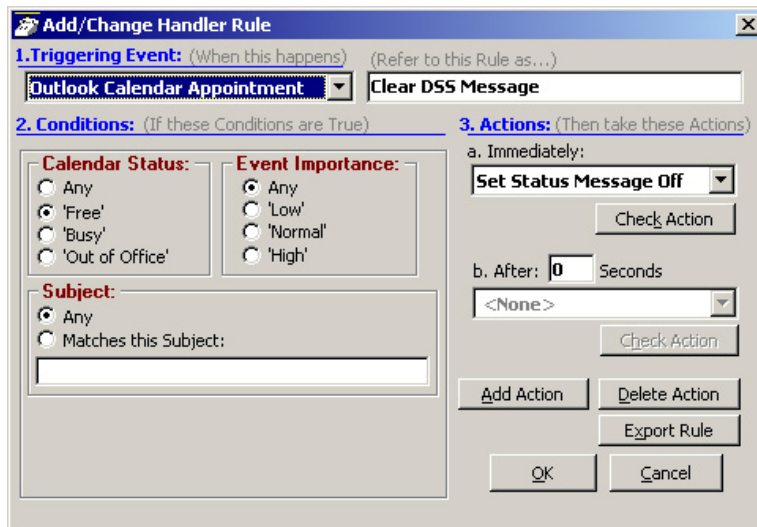 Add/Change Handler Rule
1.Triggering Event: (When this happens)
(Refer to this Rule as...)
Outlook Calendar Appointment
Clear DSS Message
2. Conditions: (If these Conditions are True)
3. Actions: (Then take these Actions)
Calendar Status:
Any
'Free'
'Busy'
'Out of Office'
Event Importance:
Any
'Low'
'Normal'
'High'
Subject:
Any
Matches this Subject:
a. Immediately:
Set Status Message Off
Check Action
b. After: 0 Seconds
<None>
Check Action
Add Action
Delete Action
Export Rule
OK
Cancel